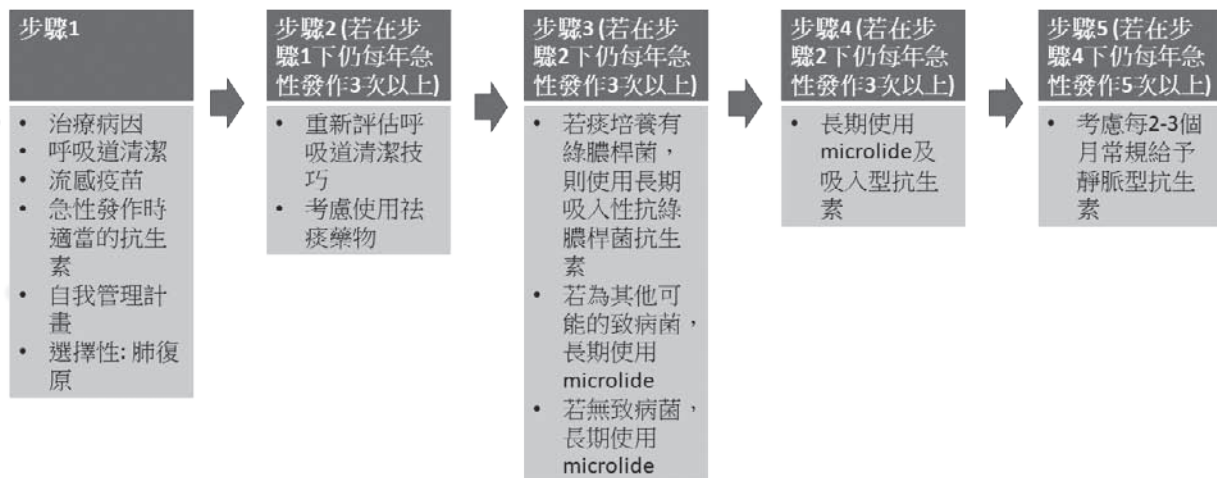 步驟1
• 治療病因
• 呼吸道清潔
• 流感疫苗
• 急性發作時
適當的抗生
素
• 自我管理計
畫
• 選擇性: 肺復
原
步驟2 (若在步
驟1下仍每年急
性發作3次以上)
• 重新評估呼
吸道清潔技
巧
• 考慮使用祛
痰藥物
步驟3 (若在步
驟2下仍每年急
性發作3次以上)
• 若痰培養有
綠膿桿菌，
則使用長期
吸入性抗綠
膿桿菌抗生
素
• 若為其他可
能的致病菌，
長期使用
microlide
• 若無致病菌，
長期使用
microlide
步驟4 (若在步
驟2下仍每年急
性發作3次以上)
• 長期使用
microlide及
吸入型抗生
素
步驟5 (若在步
驟4下仍每年急
性發作5次以上)
• 考慮每2-3個
月常規給予
靜脈型抗生
素